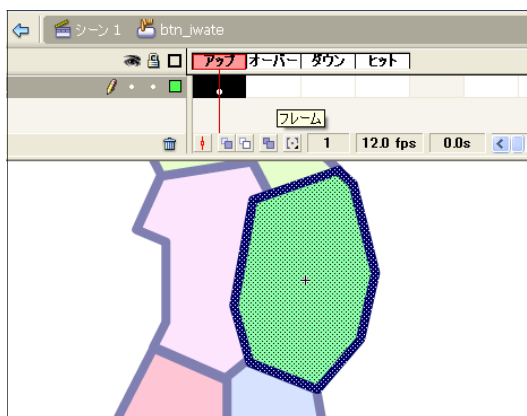 シーン 1 btn_iwate
アップ オーバー ダウン ヒット
フレーム
1 12.0 fps 0.0s